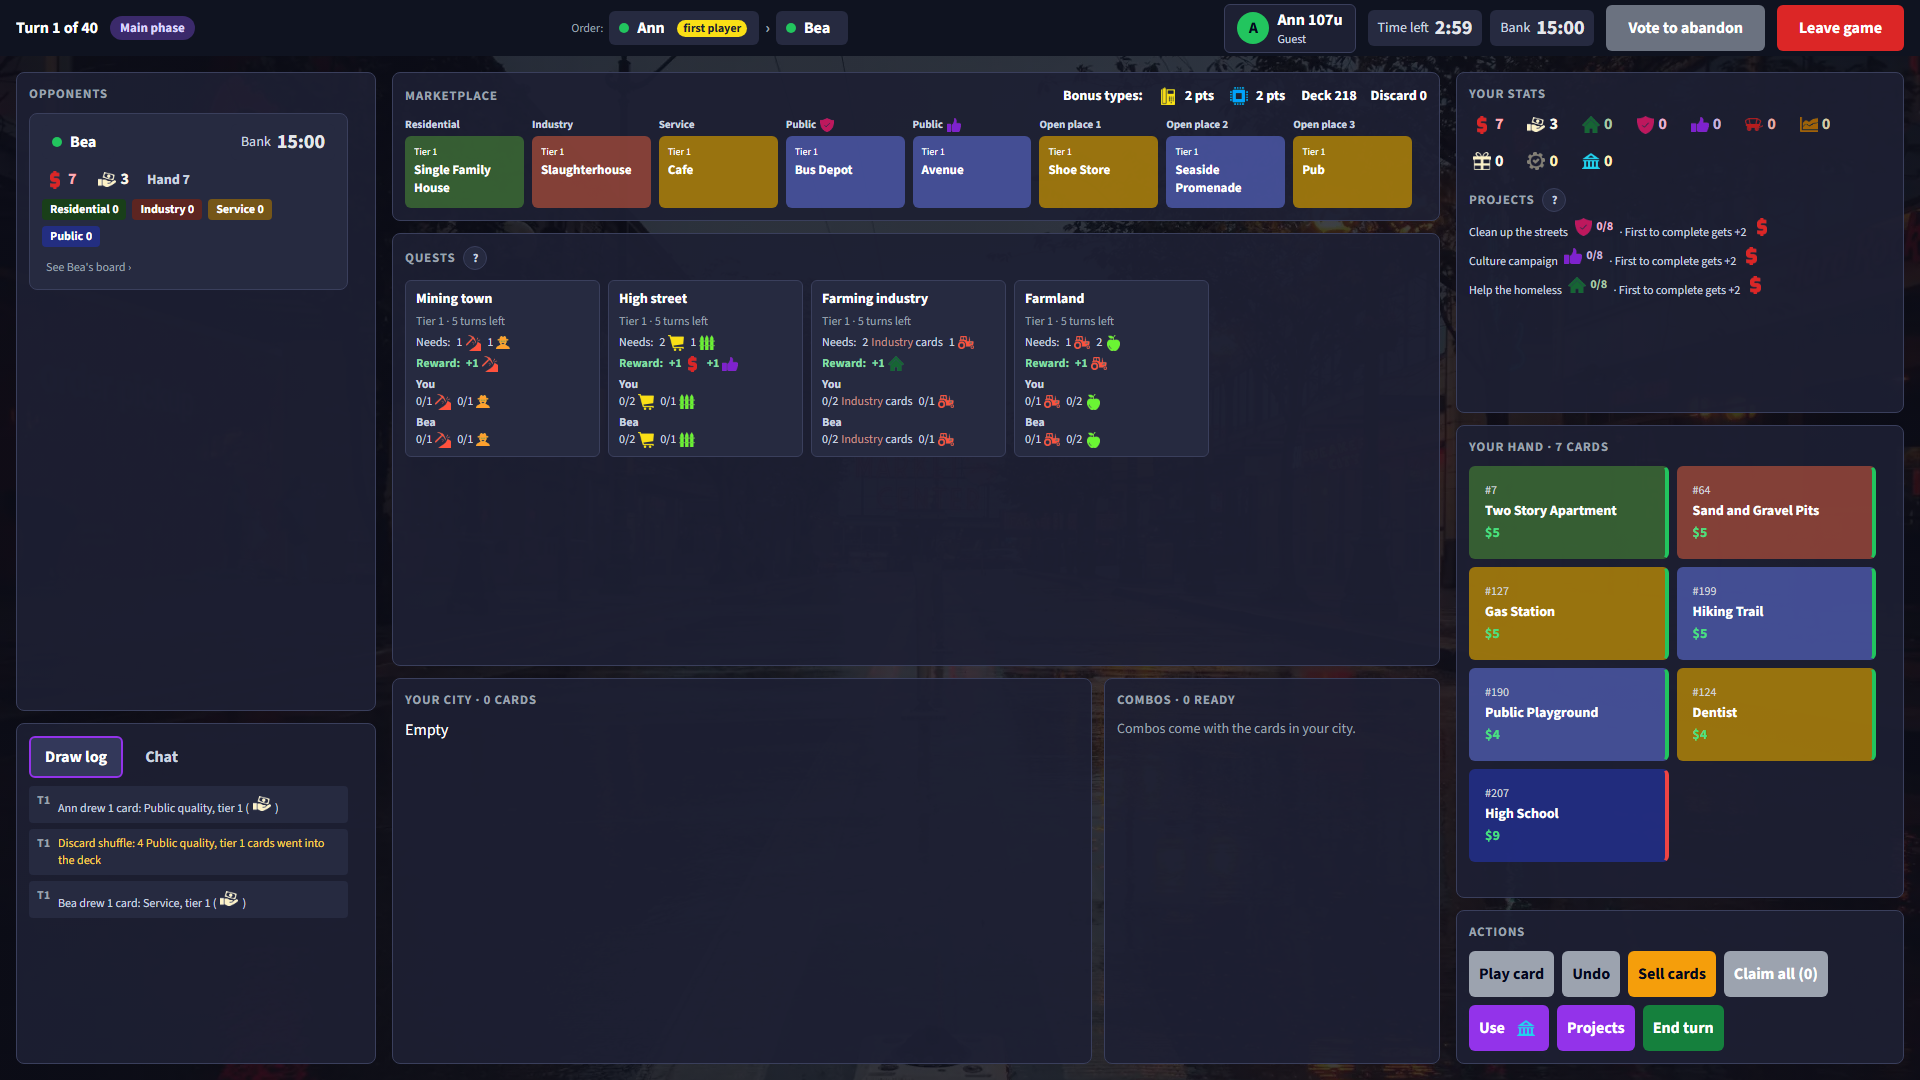 Turn 1 of 40 Main phase
Order: Ann first player › Bea
A Ann 107u
Guest
Time left 2:59
Bank 15:00
Vote to abandon
Leave game
OPPONENTS
Bea Bank 15:00
7 3 Hand 7
Residential 0 Industry 0 Service 0
Public 0
See Bea's board ›
Draw log Chat
T1 Ann drew 1 card: Public quality, tier 1 ( )
T1 Discard shuffle: 4 Public quality, tier 1 cards went into
the deck
T1 Bea drew 1 card: Service, tier 1 ( )
MARKETPLACE
Bonus types: 2 pts 2 pts Deck 218 Discard 0
Residential
Tier 1
Single Family
House
Industry
Tier 1
Slaughterhouse
Service
Tier 1
Cafe
Public
Tier 1
Bus Depot
Public
Tier 1
Avenue
Open place 1
Tier 1
Shoe Store
Open place 2
Tier 1
Seaside
Promenade
Open place 3
Tier 1
Pub
QUESTS ?
Mining town
Tier 1 · 5 turns left
Needs: 1 1
Reward: +1
You
0/1 0/1
Bea
0/1 0/1
High street
Tier 1 · 5 turns left
Needs: 2 1
Reward: +1 +1
You
0/2 0/1
Bea
0/2 0/1
Farming industry
Tier 1 · 5 turns left
Needs: 2 Industry cards 1
Reward: +1
You
0/2 Industry cards 0/1
Bea
0/2 Industry cards 0/1
Farmland
Tier 1 · 5 turns left
Needs: 1 2
Reward: +1
You
0/1 0/2
Bea
0/1 0/2
YOUR CITY · 0 CARDS
Empty
COMBOS · 0 READY
Combos come with the cards in your city.
YOUR STATS
7 3 0 0 0 0 0
0 0 0
PROJECTS ?
Clean up the streets 0/8 · First to complete gets +2
Culture campaign 0/8 · First to complete gets +2
Help the homeless 0/8 · First to complete gets +2
YOUR HAND · 7 CARDS
#7
Two Story Apartment
$5
#64
Sand and Gravel Pits
$5
#127
Gas Station
$5
#199
Hiking Trail
$5
#190
Public Playground
$4
#124
Dentist
$4
#207
High School
$9
ACTIONS
Play card Undo Sell cards Claim all (0)
Use Projects End turn